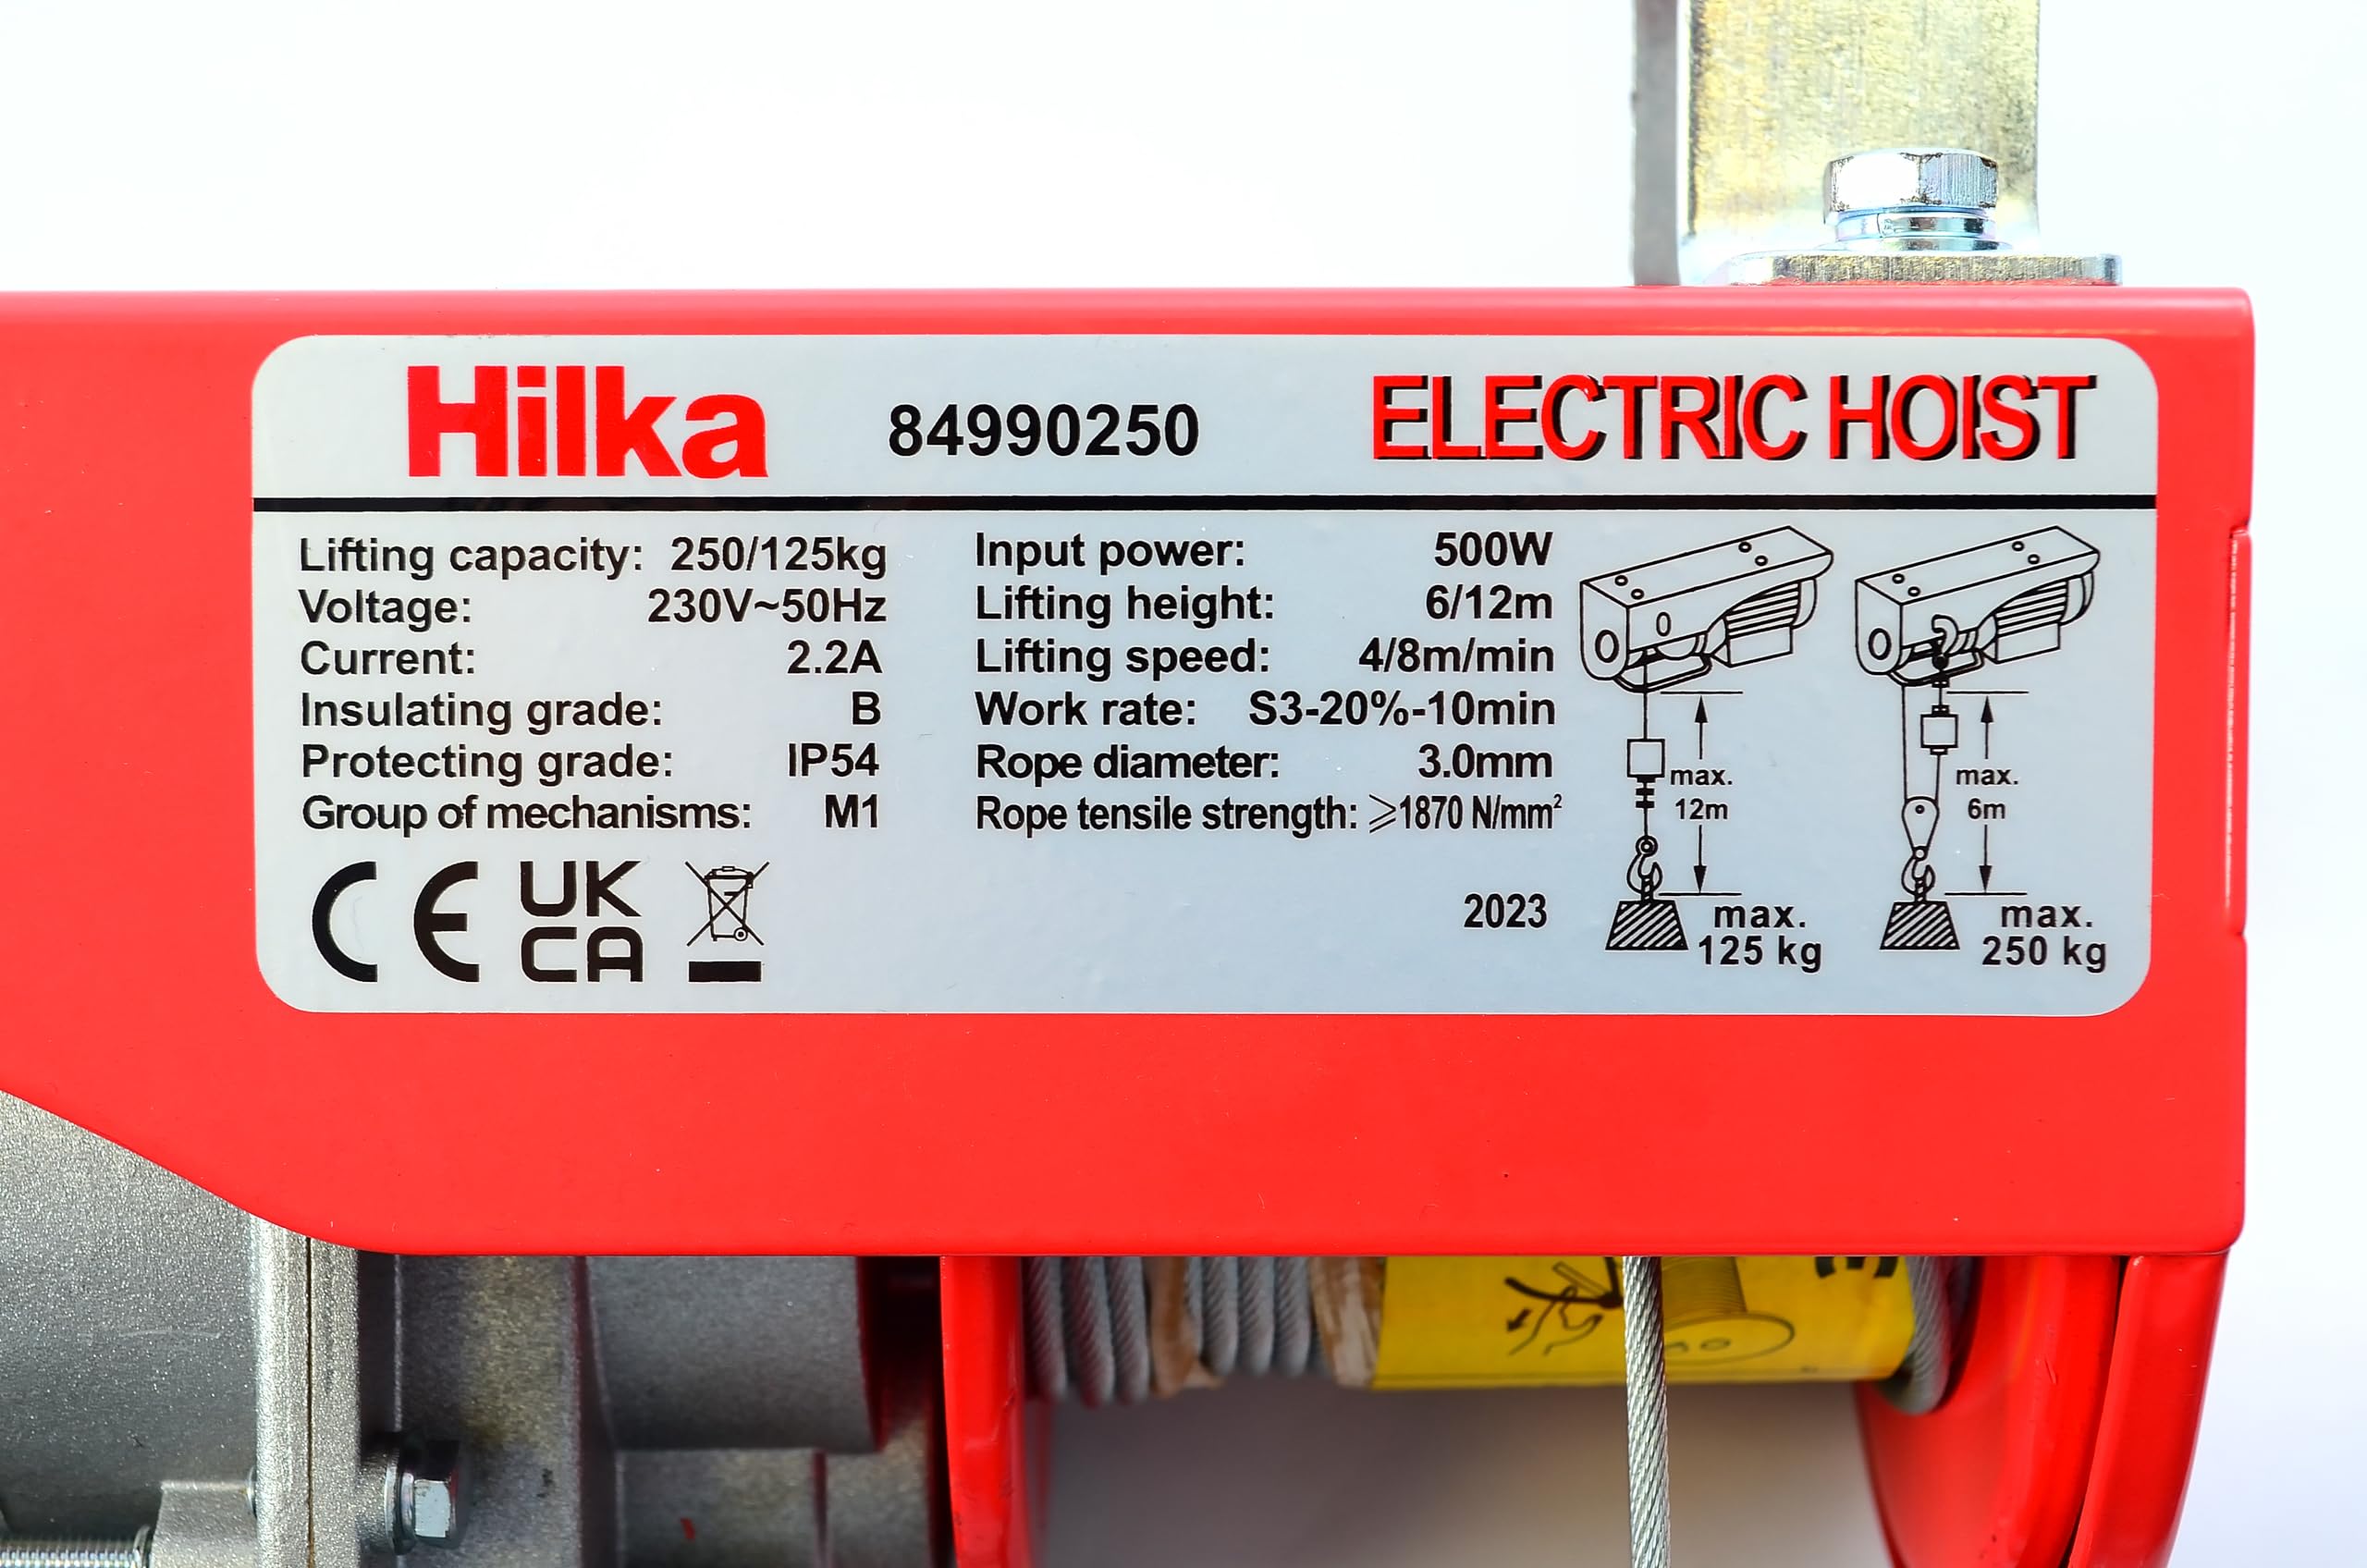 Hilka 84990250 ELECTRIC HOIST
Lifting capacity: 250/125kg
Voltage: 230V~50Hz
Current: 2.2A
Insulating grade: B
Protecting grade: IP54
Group of mechanisms: M1
Input power: 500W
Lifting height: 6/12m
Lifting speed: 4/8m/min
Work rate: S3-20%-10min
Rope diameter: 3.0mm
Rope tensile strength: ⩾1870 N/mm²
CE UK
CA
2023
max.
12m
max.
125 kg
max.
6m
max.
250 kg